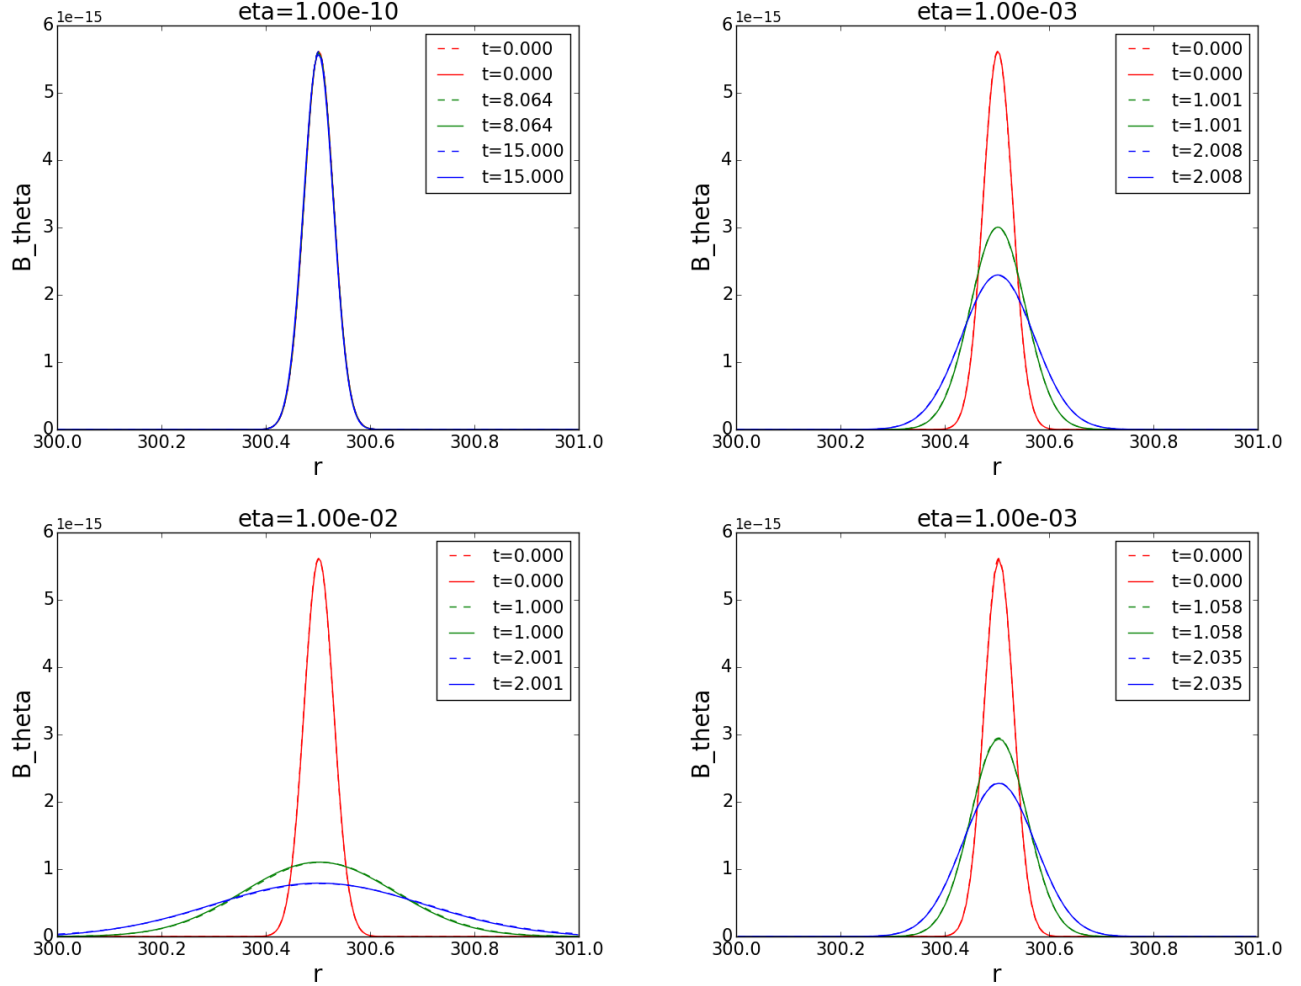 eta=1.00e-10
1e-15
6
5
4
3
2
1
0
B_theta
t=0.000
t=0.000
t=8.064
t=8.064
t=15.000
t=15.000
300.0 300.2 300.4 300.6 300.8 301.0
r
eta=1.00e-03
1e-15
6
5
4
3
2
1
0
B_theta
t=0.000
t=0.000
t=1.001
t=1.001
t=2.008
t=2.008
300.0 300.2 300.4 300.6 300.8 301.0
r
eta=1.00e-02
1e-15
6
5
4
3
2
1
0
B_theta
t=0.000
t=0.000
t=1.000
t=1.000
t=2.001
t=2.001
300.0 300.2 300.4 300.6 300.8 301.0
r
eta=1.00e-03
1e-15
6
5
4
3
2
1
0
B_theta
t=0.000
t=0.000
t=1.058
t=1.058
t=2.035
t=2.035
300.0 300.2 300.4 300.6 300.8 301.0
r